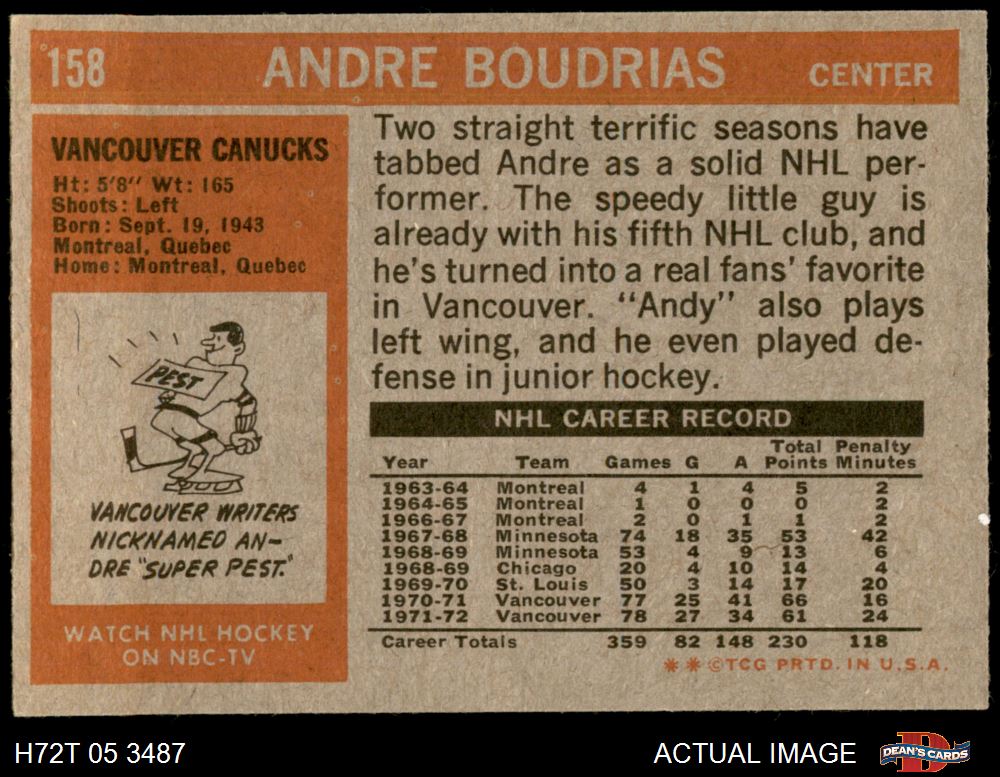 158 ANDRE BOUDRIAS CENTER
VANCOUVER CANUCKS
Ht: 5'8" Wt: 165
Shoots: Left
Born: Sept. 19, 1943
Montreal, Quebec
Home: Montreal, Quebec
PEST
VANCOUVER WRITERS
NICKNAMED AN-
DRE "SUPER PEST."
WATCH NHL HOCKEY
ON NBC-TV
Two straight terrific seasons have
tabbed Andre as a solid NHL per-
former. The speedy little guy is
already with his fifth NHL club, and
he's turned into a real fans' favorite
in Vancouver. "Andy" also plays
left wing, and he even played de-
fense in junior hockey.
NHL CAREER RECORD
Year Team Games G A Total Points Penalty Minutes
1963-64 Montreal 4 1 4 5 2
1964-65 Montreal 1 0 0 0 2
1966-67 Montreal 2 0 1 1 2
1967-68 Minnesota 74 18 35 53 42
1968-69 Minnesota 53 4 9 13 6
1968-69 Chicago 20 4 10 14 4
1969-70 St. Louis 50 3 14 17 20
1970-71 Vancouver 77 25 41 66 16
1971-72 Vancouver 78 27 34 61 24
Career Totals 359 82 148 230 118
* * ©TCG PRTD. IN U.S.A.
H72T 05 3487 ACTUAL IMAGE DEAN'S CARDS